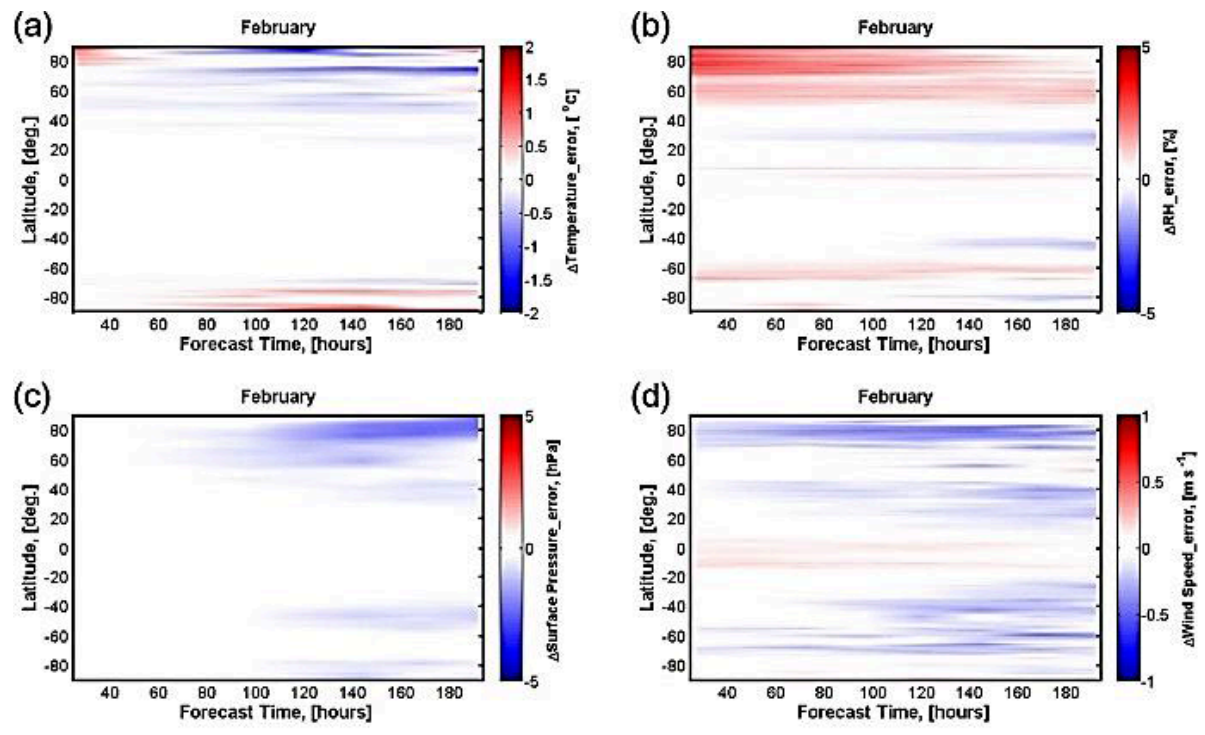 (a)
February
80
60
40
20
0
-20
-40
-60
-80
Latitude, [deg.]
40 60 80 100 120 140 160 180
Forecast Time, [hours]
2
1.5
1
0.5
0
-0.5
-1
-1.5
-2
ΔTemperature_error, [ °C]
(b)
February
80
60
40
20
0
-20
-40
-60
-80
Latitude, [deg.]
40 60 80 100 120 140 160 180
Forecast Time, [hours]
5
0
-5
ΔRH_error, [%]
(c)
February
80
60
40
20
0
-20
-40
-60
-80
Latitude, [deg.]
40 60 80 100 120 140 160 180
Forecast Time, [hours]
5
0
-5
ΔSurface Pressure_error, [hPa]
(d)
February
80
60
40
20
0
-20
-40
-60
-80
Latitude, [deg.]
40 60 80 100 120 140 160 180
Forecast Time, [hours]
1
0.5
0
-0.5
-1
ΔWind Speed_error, [m s⁻¹]